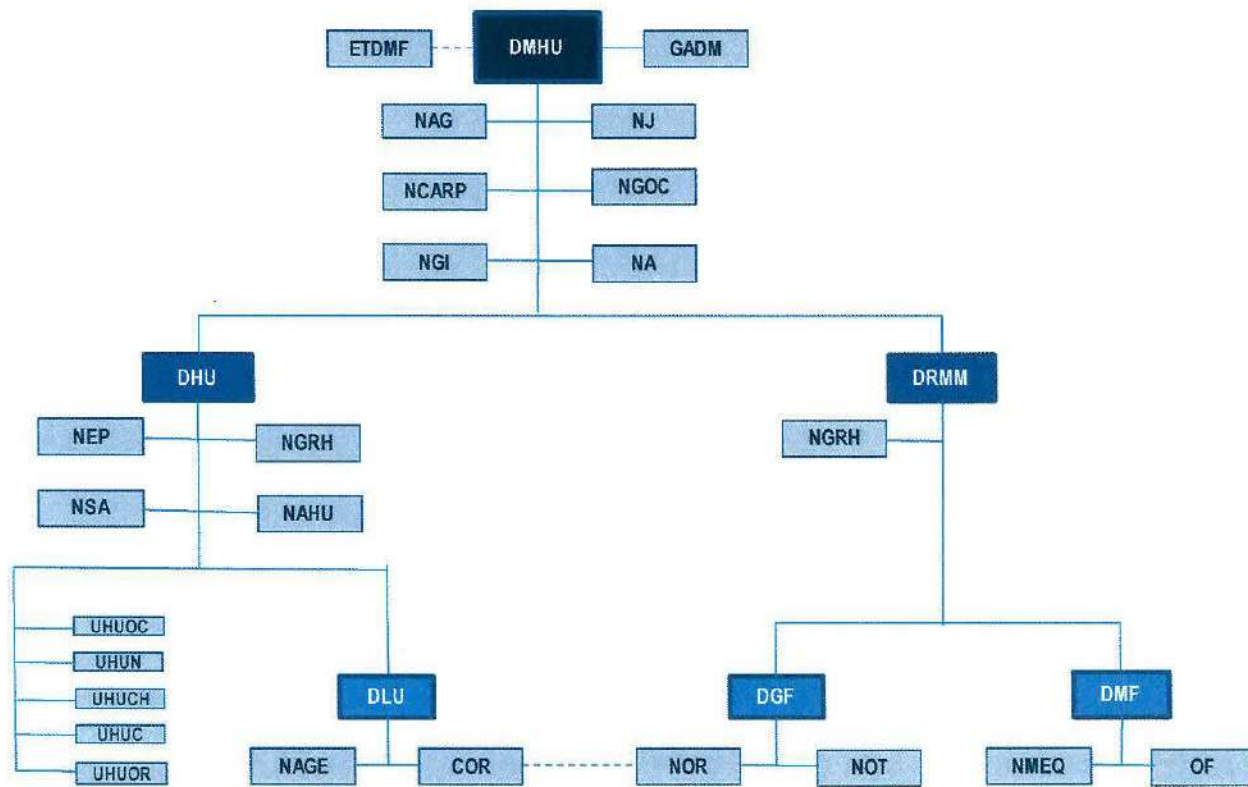 ETDMF
DMHU
GADM
NAG
NJ
NCARP
NGOC
NGI
NA
DHU
DRMM
NEP
NGRH
NGRH
NSA
NAHU
UHUOC
UHUN
UHUCH
UHUC
UHUOR
DLU
DGF
DMF
NAGE
COR
NOR
NOT
NMEQ
OF